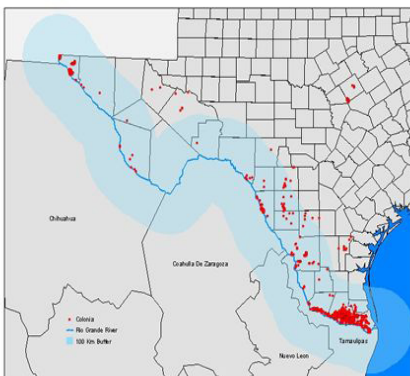 Chihuahua
Coahuila De Zaragoza
Colonia
Rio Grande River
100 Km Buffer
Tamaulipas
Nuevo Leon